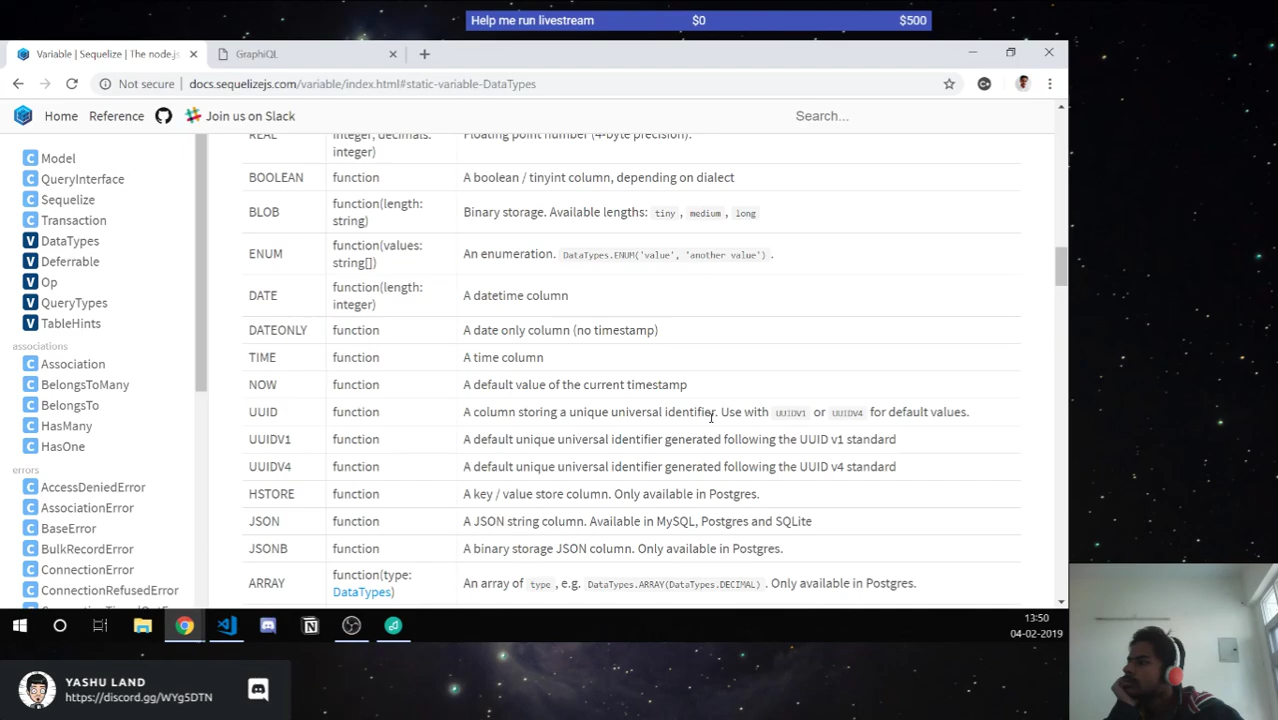 Help me run livestream $0 $500
Variable | Sequelize | The node.js
GraphiQL
Not secure docs.sequelizejs.com/variable/index.html#static-variable-DataTypes
Home Reference Join us on Slack Search...
C Model
C QueryInterface
C Sequelize
C Transaction
V DataTypes
V Deferrable
V Op
V QueryTypes
V TableHints
associations
C Association
C BelongsToMany
C BelongsTo
C HasMany
C HasOne
errors
C AccessDeniedError
C AssociationError
C BaseError
C BulkRecordError
C ConnectionError
C ConnectionRefusedError
REAL integer, decimals: Floating point number (4-byte precision).
integer)
BOOLEAN function A boolean / tinyint column, depending on dialect
BLOB function(length: Binary storage. Available lengths: tiny , medium , long
string)
ENUM function(values: An enumeration. DataTypes.ENUM('value', 'another value') .
string[])
DATE function(length: A datetime column
integer)
DATEONLY function A date only column (no timestamp)
TIME function A time column
NOW function A default value of the current timestamp
UUID function A column storing a unique universal identifier. Use with UUIDV1 or UUIDV4 for default values.
UUIDV1 function A default unique universal identifier generated following the UUID v1 standard
UUIDV4 function A default unique universal identifier generated following the UUID v4 standard
HSTORE function A key / value store column. Only available in Postgres.
JSON function A JSON string column. Available in MySQL, Postgres and SQLite
JSONB function A binary storage JSON column. Only available in Postgres.
ARRAY function(type: An array of type , e.g. DataTypes.ARRAY(DataTypes.DECIMAL) . Only available in Postgres.
DataTypes)
13:50
04-02-2019
YASHU LAND
https://discord.gg/WYg5DTN